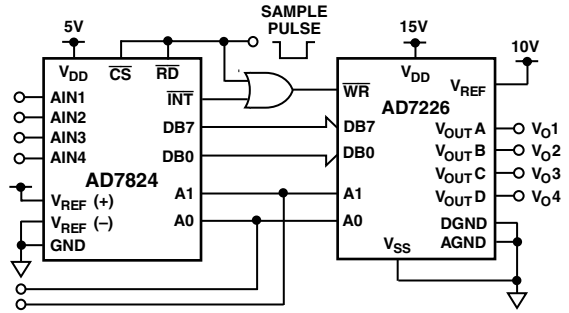 SAMPLE
PULSE
5V
15V
10V
VDD
CS
RD
INT
AIN1
AIN2
AIN3
AIN4
DB7
DB0
AD7824
A1
A0
VREF (+)
VREF (–)
GND
VDD
WR
VREF
AD7226
DB7
DB0
A1
A0
VOUT A
VOUT B
VOUT C
VOUT D
VO1
VO2
VO3
VO4
DGND
AGND
VSS